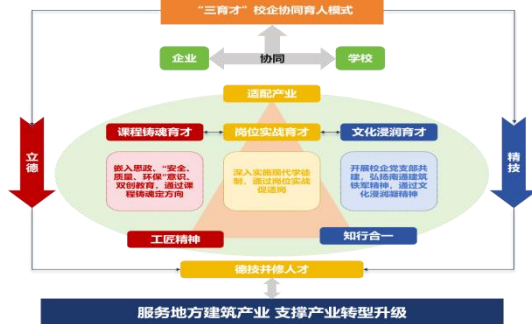 “三育才”校企协同育人模式
企业
协同
学校
适配产业
课程铸魂育才
岗位实战育才
文化浸润育才
立德
精技
嵌入思政、“安全、
质量、环保”意识、
双创教育，通过课
程铸魂定方向
深入实施现代学徒
制，通过岗位实战
促适岗
开展校企党支部共
建，弘扬南通建筑
铁军精神，通过文
化浸润凝精神
工匠精神
知行合一
德技并修人才
服务地方建筑产业 支撑产业转型升级